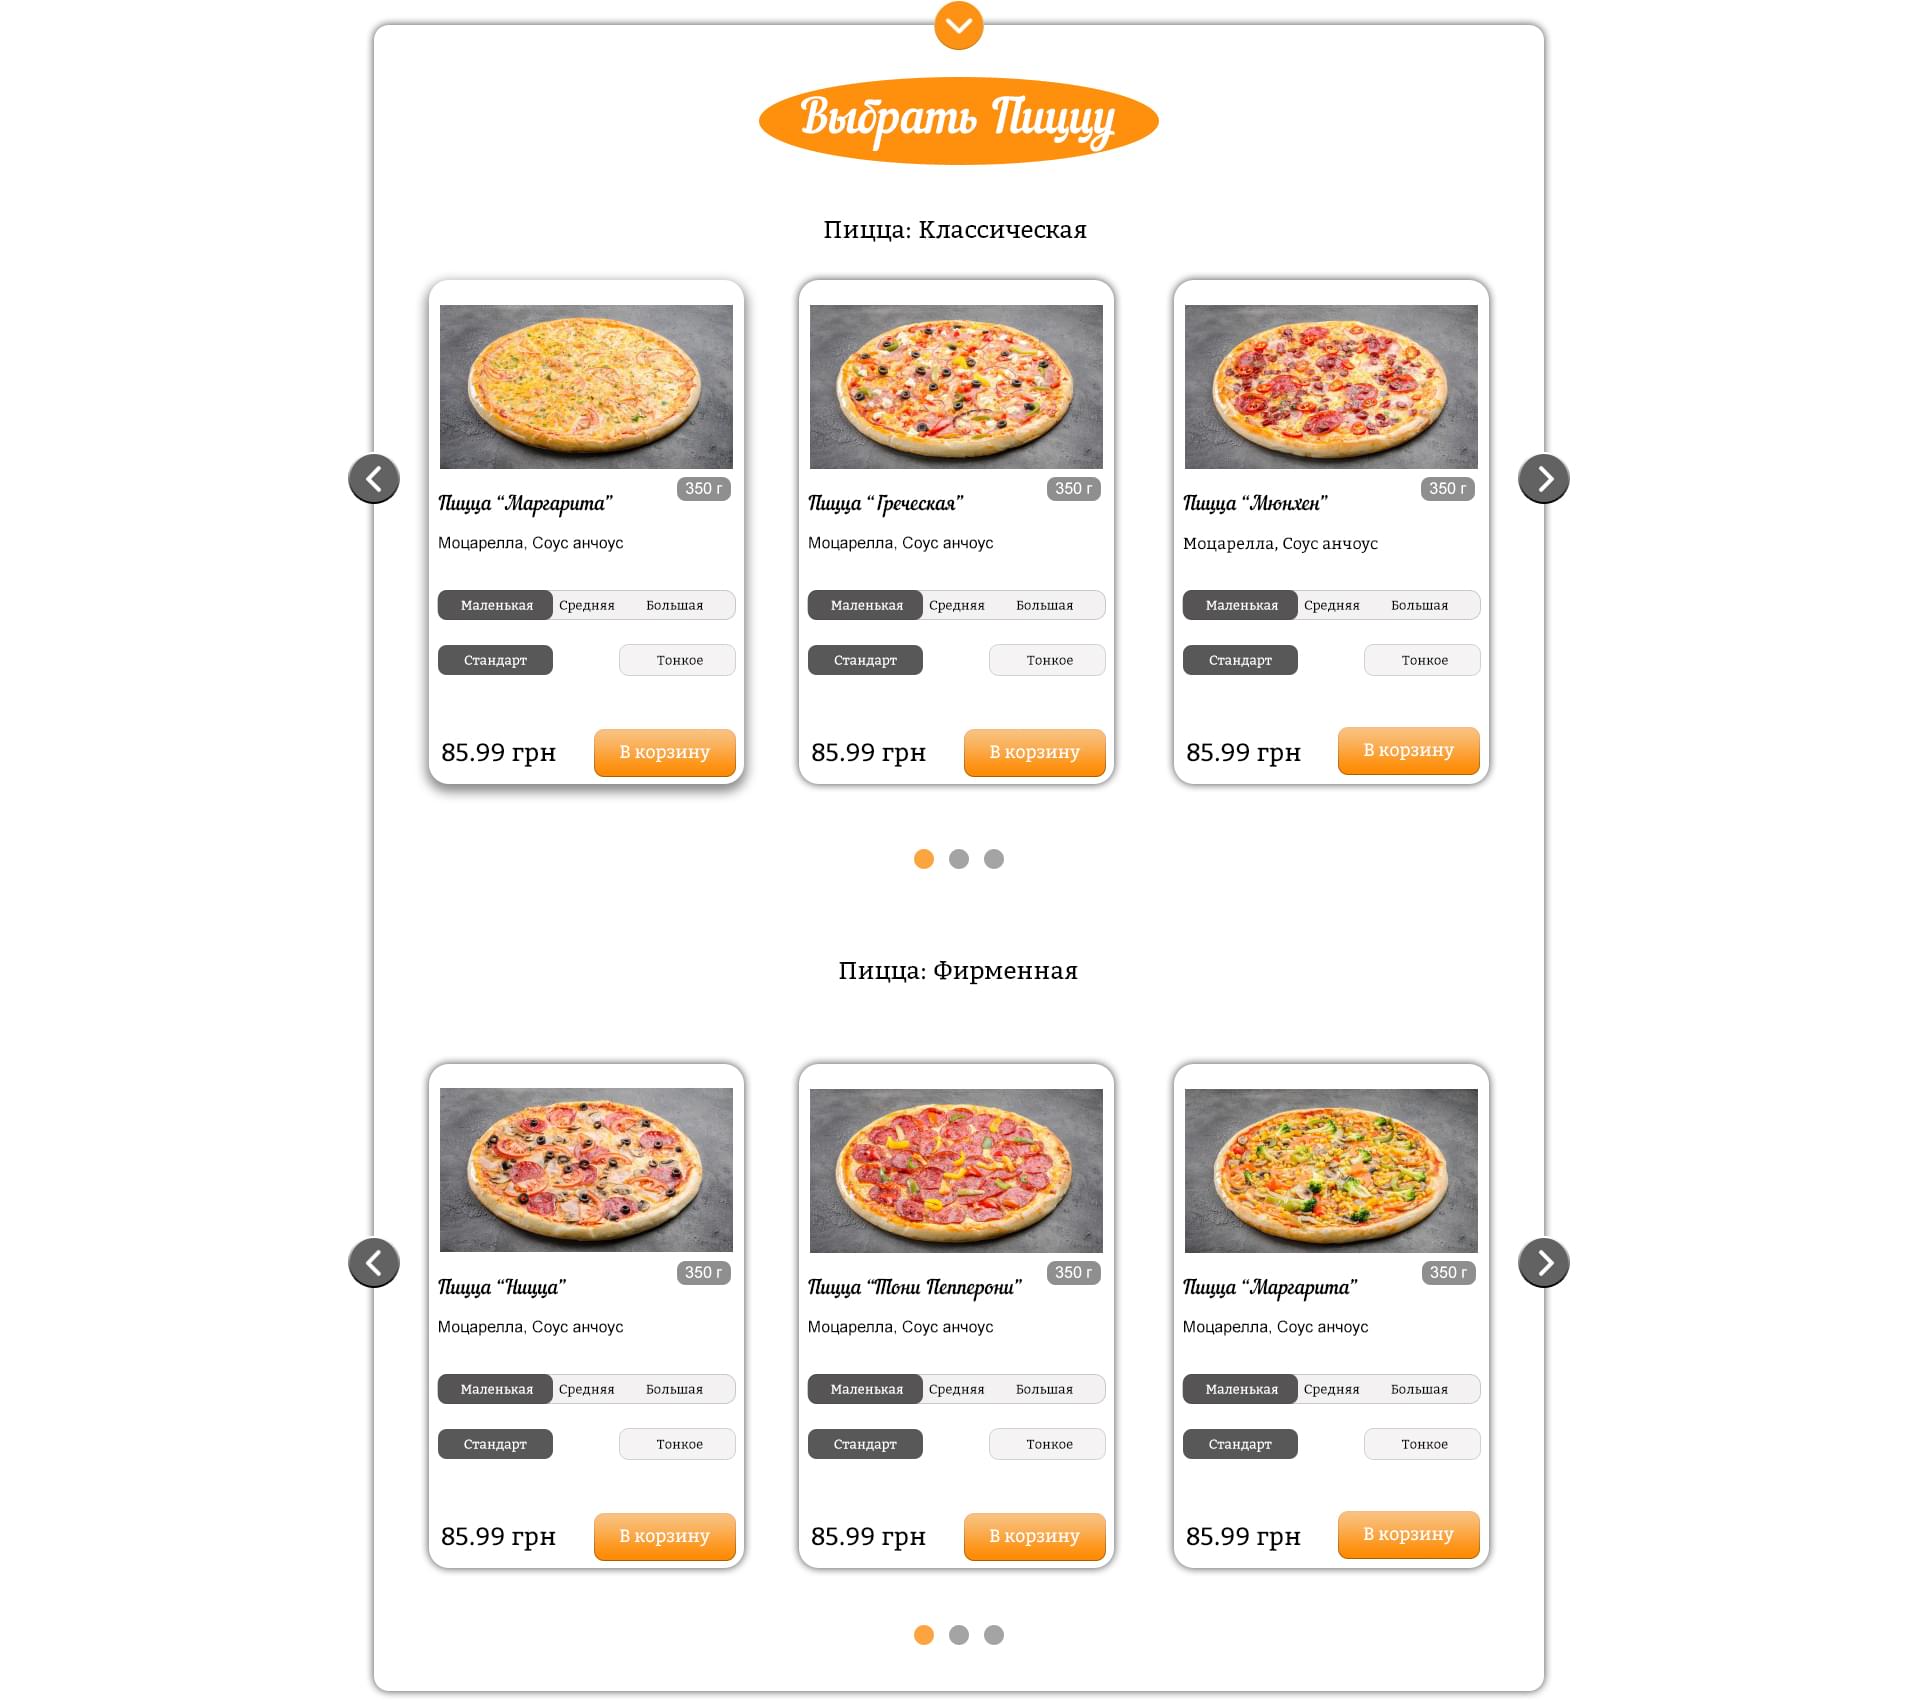 Выбрать Пиццу
Пицца: Классическая
350 г
Пицца “Маргарита”
Моцарелла, Соус анчоус
Маленькая Средняя Большая
Стандарт Тонкое
85.99 грн В корзину
350 г
Пицца “ Греческая”
Моцарелла, Соус анчоус
Маленькая Средняя Большая
Стандарт Тонкое
85.99 грн В корзину
350 г
Пицца “Мюнхен”
Моцарелла, Соус анчоус
Маленькая Средняя Большая
Стандарт Тонкое
85.99 грн В корзину
Пицца: Фирменная
350 г
Пицца “Ницца”
Моцарелла, Соус анчоус
Маленькая Средняя Большая
Стандарт Тонкое
85.99 грн В корзину
350 г
Пицца “Тони Пепперони”
Моцарелла, Соус анчоус
Маленькая Средняя Большая
Стандарт Тонкое
85.99 грн В корзину
350 г
Пицца “Маргарита”
Моцарелла, Соус анчоус
Маленькая Средняя Большая
Стандарт Тонкое
85.99 грн В корзину